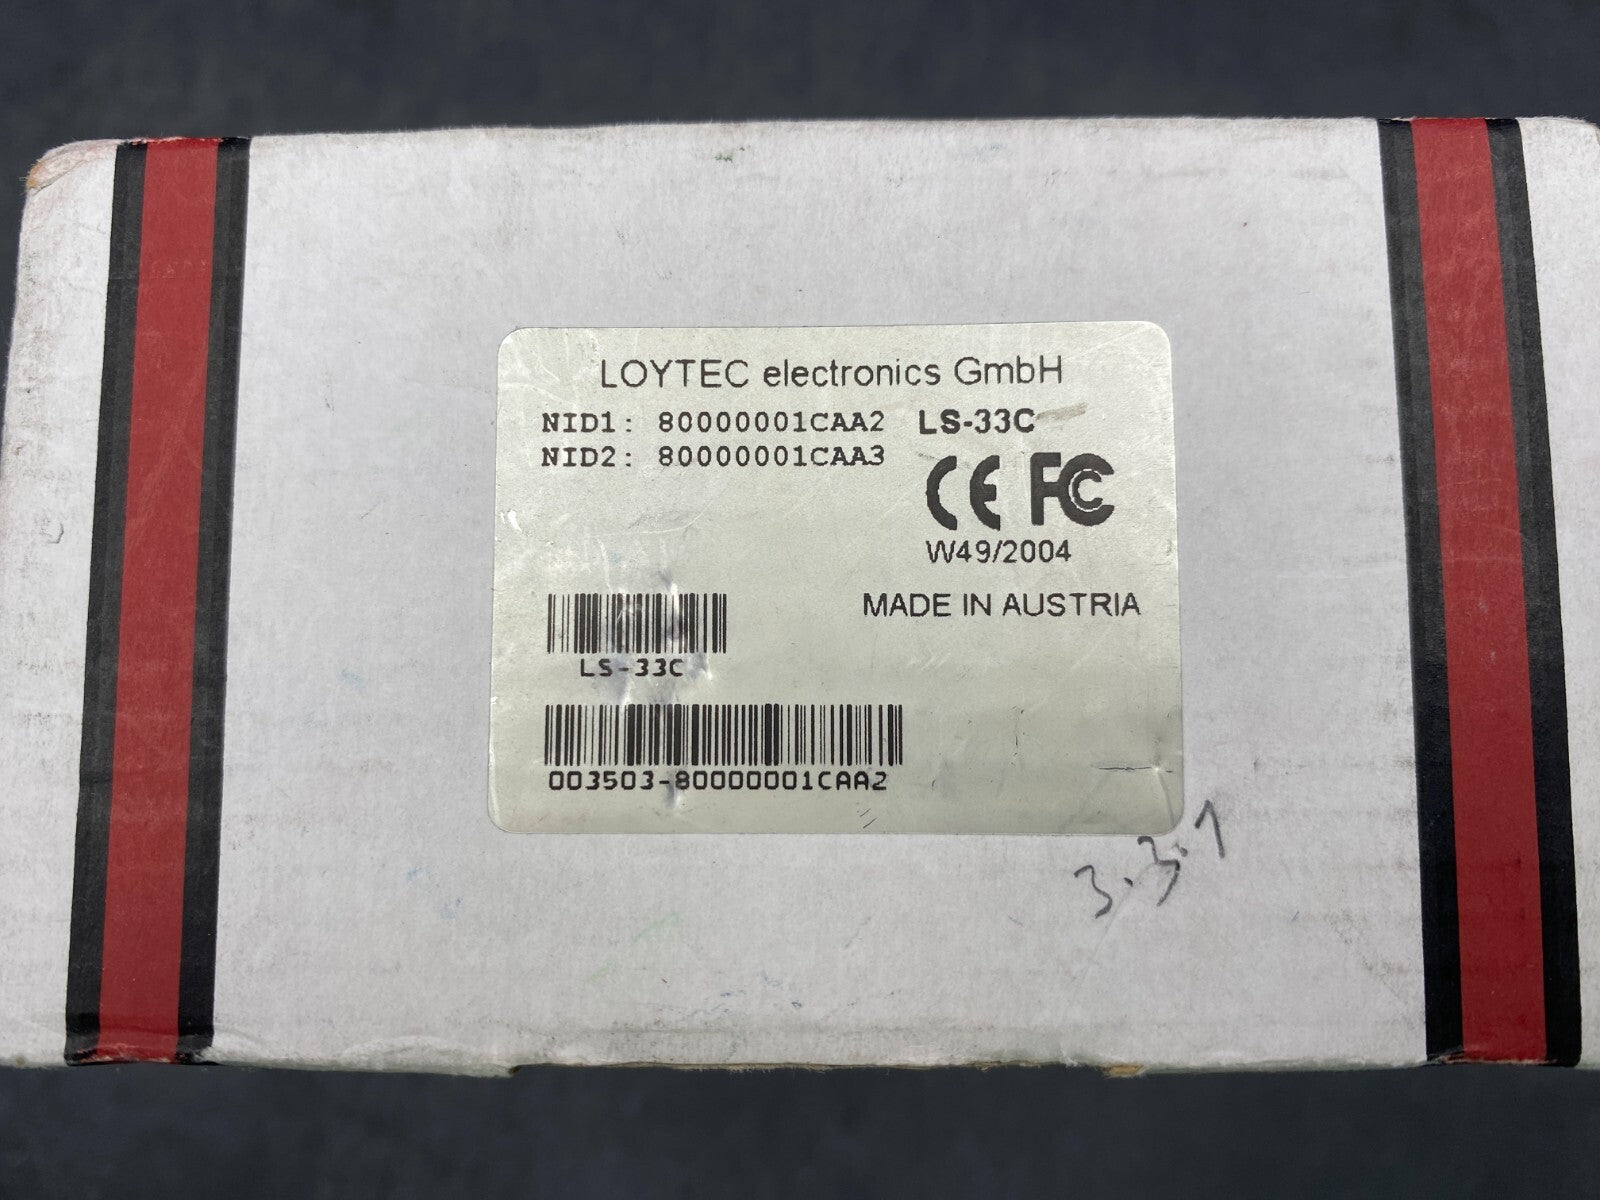 LOYTEC electronics GmbH
NID1: 80000001CAA2 LS-33C
NID2: 80000001CAA3
CE FC
W49/2004
MADE IN AUSTRIA
LS-33C
003503-80000001CAA2
3.3.1